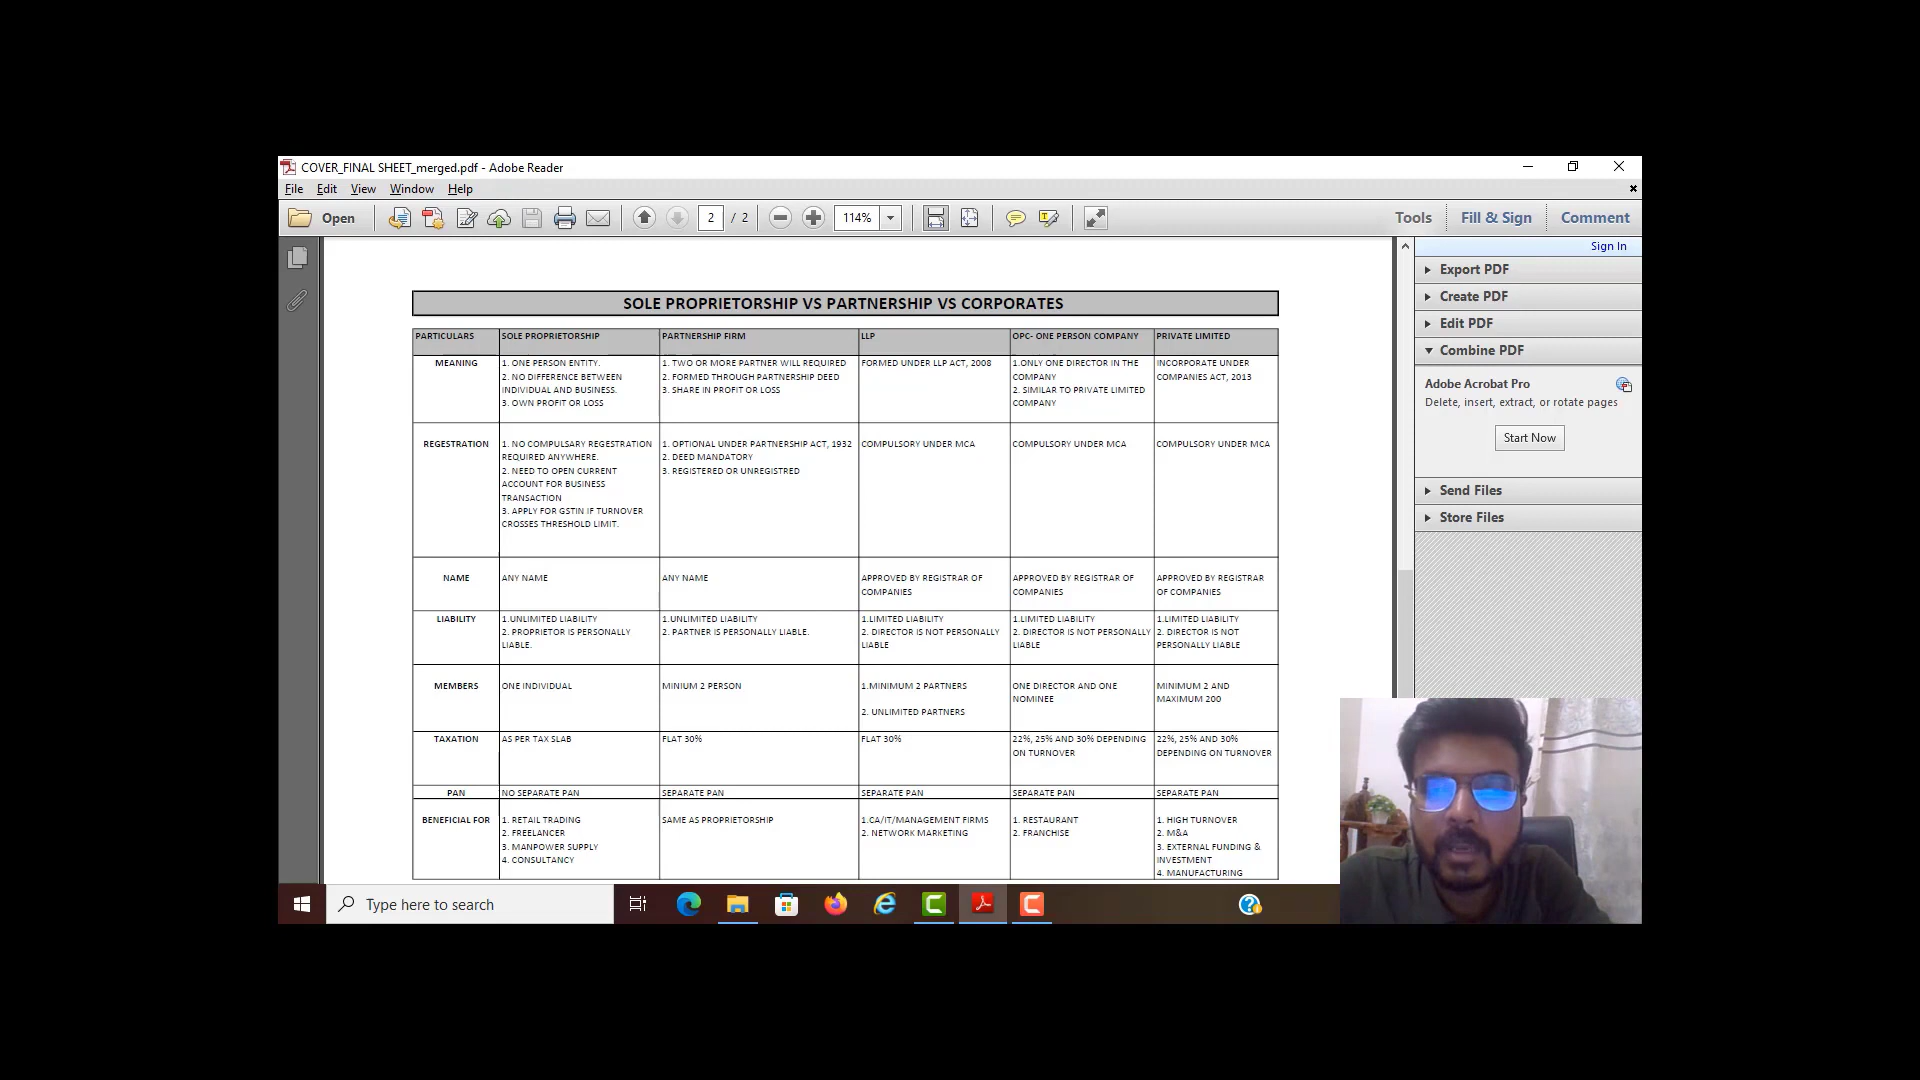 COVER_FINAL SHEET_merged.pdf - Adobe Reader
File Edit View Window Help
Open 2 / 2 114% Tools Fill & Sign Comment
Sign In
Export PDF
Create PDF
Edit PDF
Combine PDF
Adobe Acrobat Pro
Delete, insert, extract, or rotate pages
Start Now
Send Files
Store Files
SOLE PROPRIETORSHIP VS PARTNERSHIP VS CORPORATES
PARTICULARS SOLE PROPRIETORSHIP PARTNERSHIP FIRM LLP OPC- ONE PERSON COMPANY PRIVATE LIMITED
MEANING
1. ONE PERSON ENTITY.
2. NO DIFFERENCE BETWEEN
INDIVIDUAL AND BUSINESS.
3. OWN PROFIT OR LOSS
1. TWO OR MORE PARTNER WILL REQUIRED
2. FORMED THROUGH PARTNERSHIP DEED
3. SHARE IN PROFIT OR LOSS
FORMED UNDER LLP ACT, 2008
1.ONLY ONE DIRECTOR IN THE
COMPANY
2. SIMILAR TO PRIVATE LIMITED
COMPANY
INCORPORATE UNDER
COMPANIES ACT, 2013
REGESTRATION
1. NO COMPULSARY REGESTRATION
REQUIRED ANYWHERE.
2. NEED TO OPEN CURRENT
ACCOUNT FOR BUSINESS
TRANSACTION
3. APPLY FOR GSTIN IF TURNOVER
CROSSES THRESHOLD LIMIT.
1. OPTIONAL UNDER PARTNERSHIP ACT, 1932
2. DEED MANDATORY
3. REGISTERED OR UNREGISTRED
COMPULSORY UNDER MCA
COMPULSORY UNDER MCA
COMPULSORY UNDER MCA
NAME
ANY NAME
ANY NAME
APPROVED BY REGISTRAR OF
COMPANIES
APPROVED BY REGISTRAR OF
COMPANIES
APPROVED BY REGISTRAR
OF COMPANIES
LIABILITY
1.UNLIMITED LIABILITY
2. PROPRIETOR IS PERSONALLY
LIABLE.
1.UNLIMITED LIABILITY
2. PARTNER IS PERSONALLY LIABLE.
1.LIMITED LIABILITY
2. DIRECTOR IS NOT PERSONALLY
LIABLE
1.LIMITED LIABILITY
2. DIRECTOR IS NOT PERSONALLY
LIABLE
1.LIMITED LIABILITY
2. DIRECTOR IS NOT
PERSONALLY LIABLE
MEMBERS
ONE INDIVIDUAL
MINIUM 2 PERSON
1.MINIMUM 2 PARTNERS
2. UNLIMITED PARTNERS
ONE DIRECTOR AND ONE
NOMINEE
MINIMUM 2 AND
MAXIMUM 200
TAXATION
AS PER TAX SLAB
FLAT 30%
FLAT 30%
22%, 25% AND 30% DEPENDING
ON TURNOVER
22%, 25% AND 30%
DEPENDING ON TURNOVER
PAN
NO SEPARATE PAN
SEPARATE PAN
SEPARATE PAN
SEPARATE PAN
SEPARATE PAN
BENEFICIAL FOR
1. RETAIL TRADING
2. FREELANCER
3. MANPOWER SUPPLY
4. CONSULTANCY
SAME AS PROPRIETORSHIP
1.CA/IT/MANAGEMENT FIRMS
2. NETWORK MARKETING
1. RESTAURANT
2. FRANCHISE
1. HIGH TURNOVER
2. M&A
3. EXTERNAL FUNDING &
INVESTMENT
4. MANUFACTURING
Type here to search